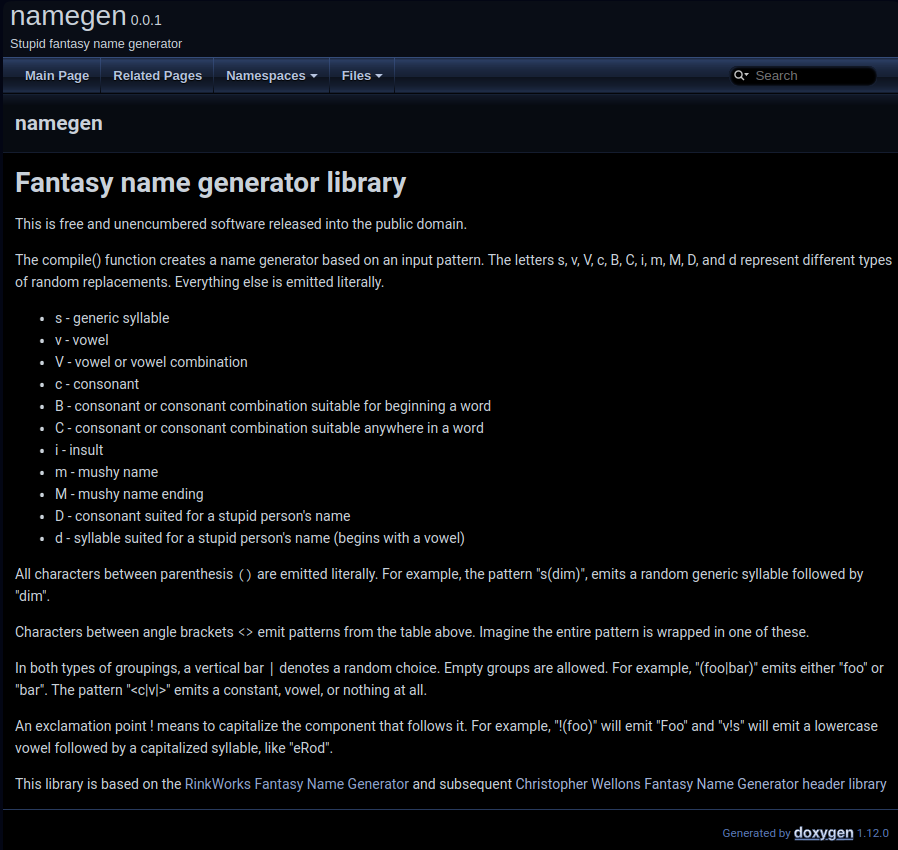 namegen 0.0.1
Stupid fantasy name generator
Main Page Related Pages Namespaces Files Search
namegen
Fantasy name generator library
This is free and unencumbered software released into the public domain.
The compile() function creates a name generator based on an input pattern. The letters s, v, V, c, B, C, i, m, M, D, and d represent different types
of random replacements. Everything else is emitted literally.
• s - generic syllable
• v - vowel
• V - vowel or vowel combination
• c - consonant
• B - consonant or consonant combination suitable for beginning a word
• C - consonant or consonant combination suitable anywhere in a word
• i - insult
• m - mushy name
• M - mushy name ending
• D - consonant suited for a stupid person's name
• d - syllable suited for a stupid person's name (begins with a vowel)
All characters between parenthesis () are emitted literally. For example, the pattern "s(dim)", emits a random generic syllable followed by
"dim".
Characters between angle brackets <> emit patterns from the table above. Imagine the entire pattern is wrapped in one of these.
In both types of groupings, a vertical bar | denotes a random choice. Empty groups are allowed. For example, "(foo|bar)" emits either "foo" or
"bar". The pattern "<c|v|>" emits a constant, vowel, or nothing at all.
An exclamation point ! means to capitalize the component that follows it. For example, "!(foo)" will emit "Foo" and "v!s" will emit a lowercase
vowel followed by a capitalized syllable, like "eRod".
This library is based on the RinkWorks Fantasy Name Generator and subsequent Christopher Wellons Fantasy Name Generator header library
Generated by doxygen 1.12.0